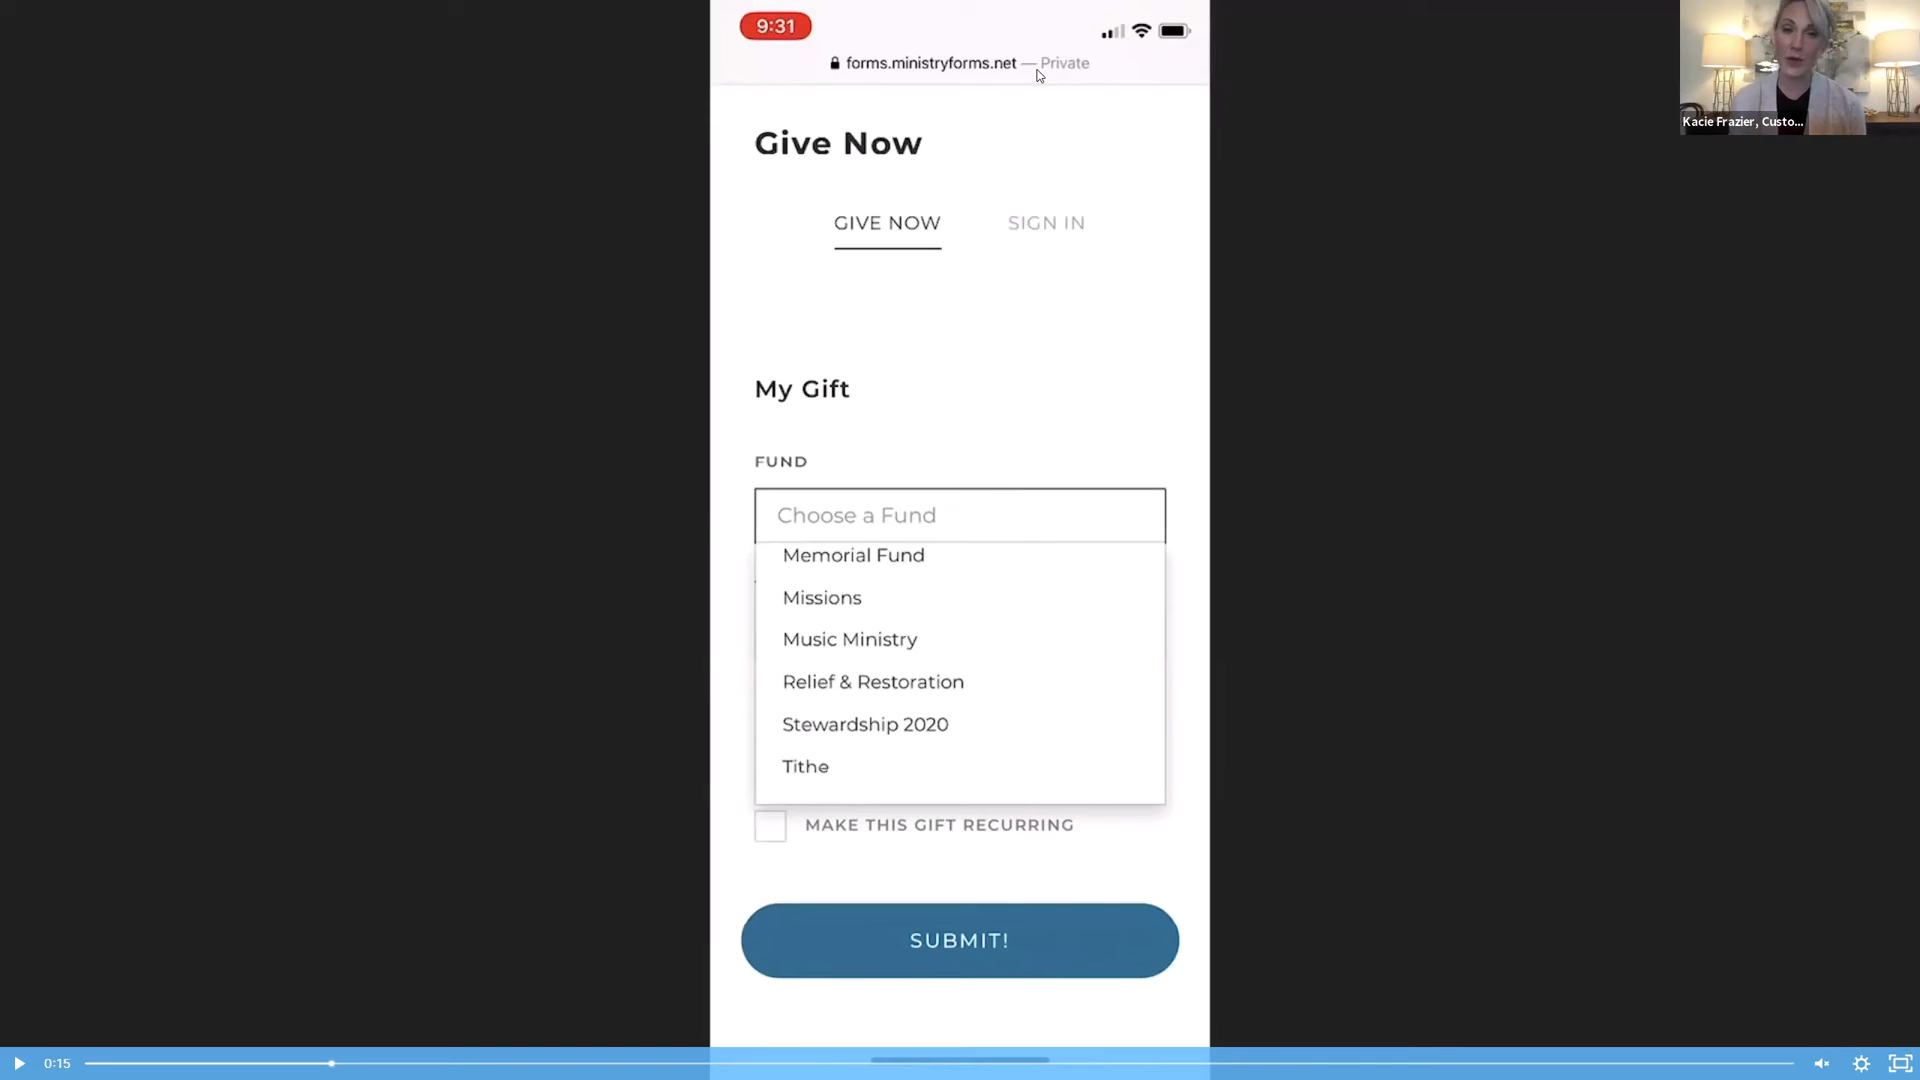 9:31
forms.ministryforms.net — Private
Kacie Frazier, Custo...
Give Now
GIVE NOW SIGN IN
My Gift
FUND
Choose a Fund
Memorial Fund
Missions
Music Ministry
Relief & Restoration
Stewardship 2020
Tithe
MAKE THIS GIFT RECURRING
SUBMIT!
0:15